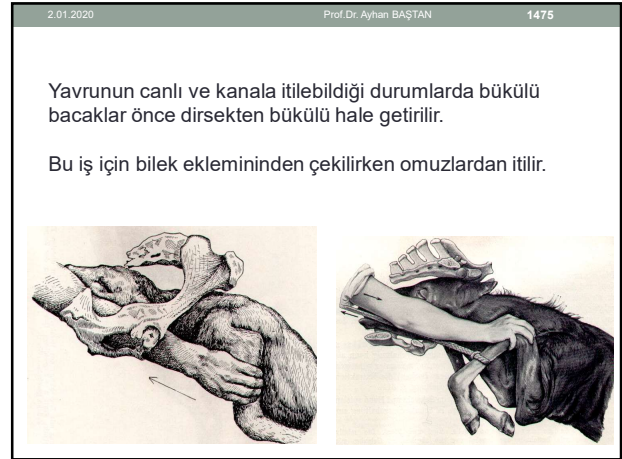 2.01.2020 Prof.Dr. Ayhan BAŞTAN 1475
Yavrunun canlı ve kanala itilebildiği durumlarda bükülü
bacaklar önce dirsekten bükülü hale getirilir.
Bu iş için bilek eklemininden çekilirken omuzlardan itilir.